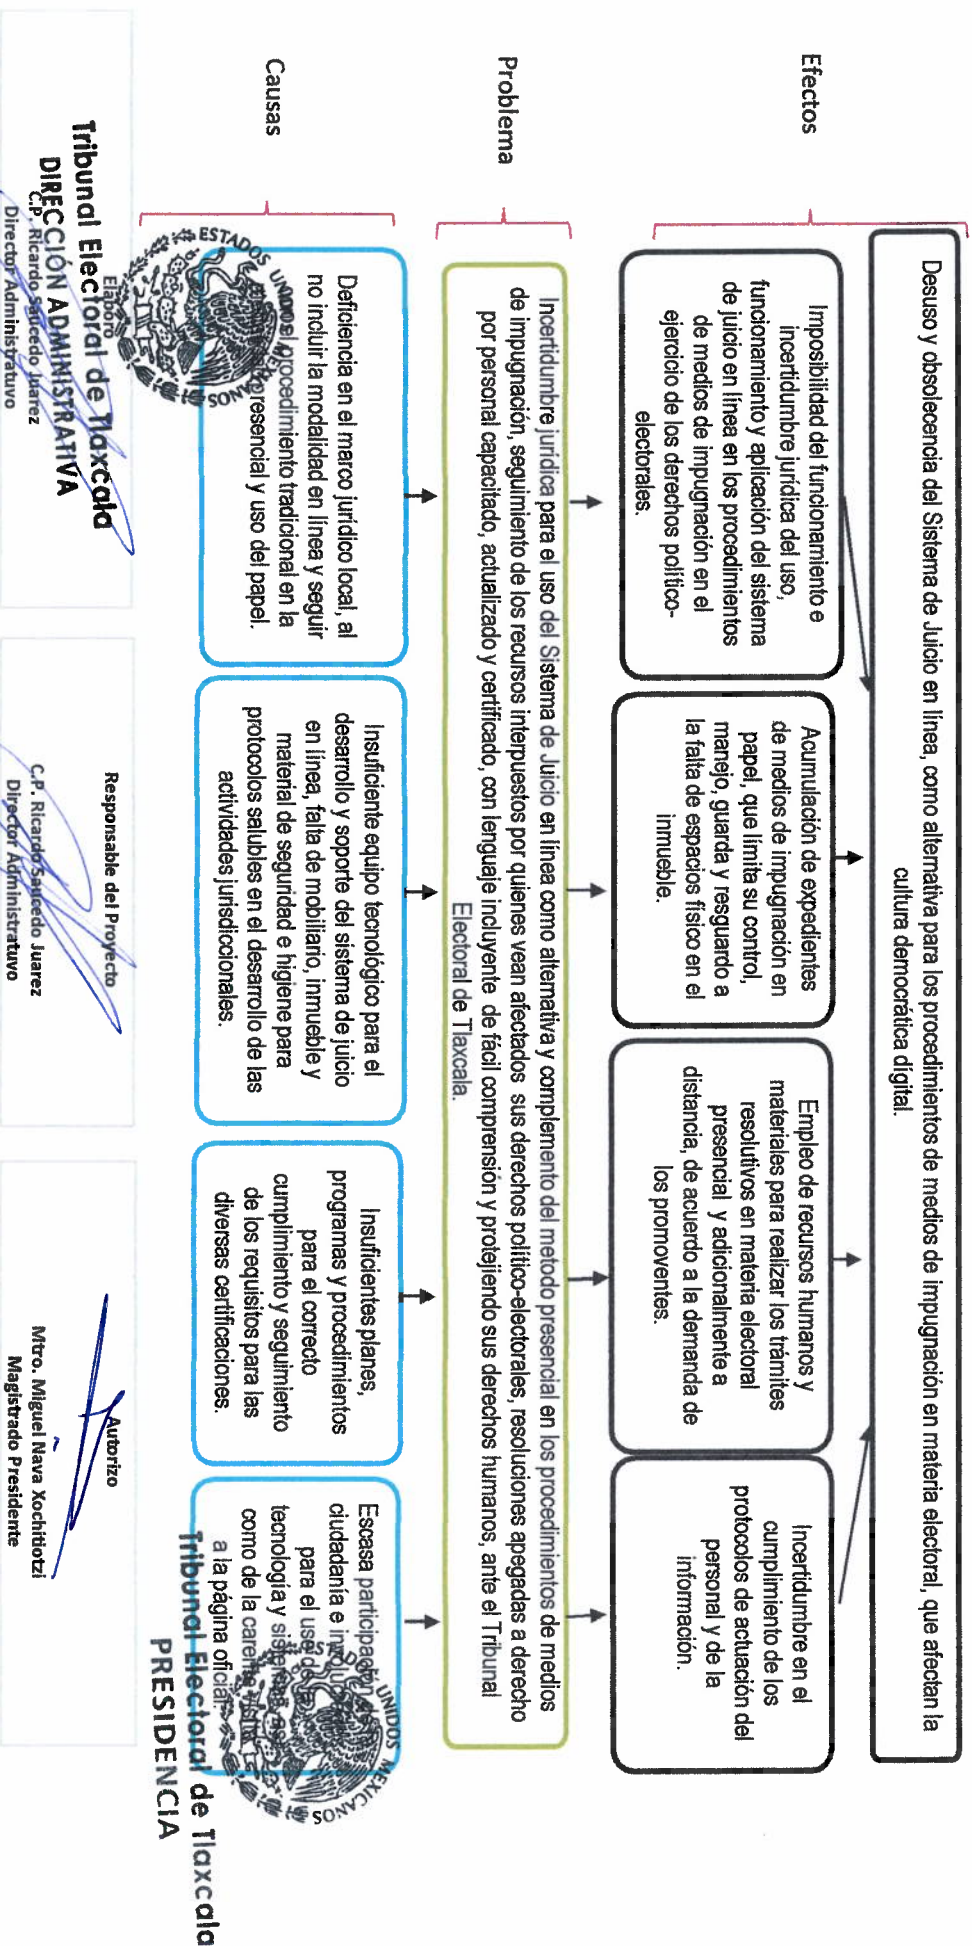 Desuso y obsolecencia del Sistema de Juicio en línea, como alternativa para los procedimientos de medios de impugnación en materia electoral, que afectan la
cultura democrática dígital.
Efectos
Imposibilidad del funcionamiento e
incertidumbre jurídica del uso,
funcionamiento y aplicación del sistema
de juicio en línea en los procedimientos
de medios de impugnación en el
ejercicio de los derechos político-
electorales.
Acumulación de expedientes
de medios de impugnación en
papel, que límita su control,
manejo, guarda y resguardo a
la falta de espacios físico en el
inmueble.
Empleo de recursos humanos y
materiales para realizar los trámites
resolutivos en materia electoral
presencial y adicionalmente a
distancia, de acuerdo a la demanda de
los promoventes.
Incertidumbre en el
cumplimiento de los
protocolos de actuación del
personal y de la
información.
Problema
Incertidumbre jurídica para el uso del Sistema de Juicio en línea como alternativa y complemento del metodo presencial en los procedimientos de medios
de impugnación, seguimiento de los recursos interpuestos por quienes vean afectados sus derechos político-electorales, resoluciones apegadas a derecho
por personal capacitado, actualizado y certificado, con lenguaje incluyente de fácil comprensión y protejiendo sus derechos humanos, ante el Tribunal
Electoral de Tlaxcala.
Causas
Deficiencia en el marco jurídico local, al
no incluir la modalidad en línea y seguir
el procedimiento tradicional en la
presencial y uso del papel.
Insuficiente equipo tecnológico para el
desarrollo y soporte del sistema de juicio
en línea, falta de mobiliario, inmueble y
material de seguridad e higiene para
protocolos salubles en el desarrollo de las
actividades jurisdiccionales.
Insuficientes planes,
programas y procedimientos
para el correcto
cumplimiento y seguimiento
de los requisitos para las
diversas certificaciones.
Escasa participación
ciudadanía e
para el uso de
tecnología y
como de la
a la página oficial.
ESTADOS UNIDOS MEXICANOS
Tribunal Electoral de Tlaxcala
DIRECCIÓN ADMINISTRATIVA
Elaboro
C.P. Ricardo Saucedo Juarez
Director Administratuvo
Responsable del Proyecto
C.P. Ricardo Saucedo Juarez
Director Administratuvo
Autorizo
Mtro. Miguel Nava Xochitiotzi
Magistrado Presidente
UNIDOS MEXICANOS
Tribunal Electoral de Tlaxcala
PRESIDENCIA